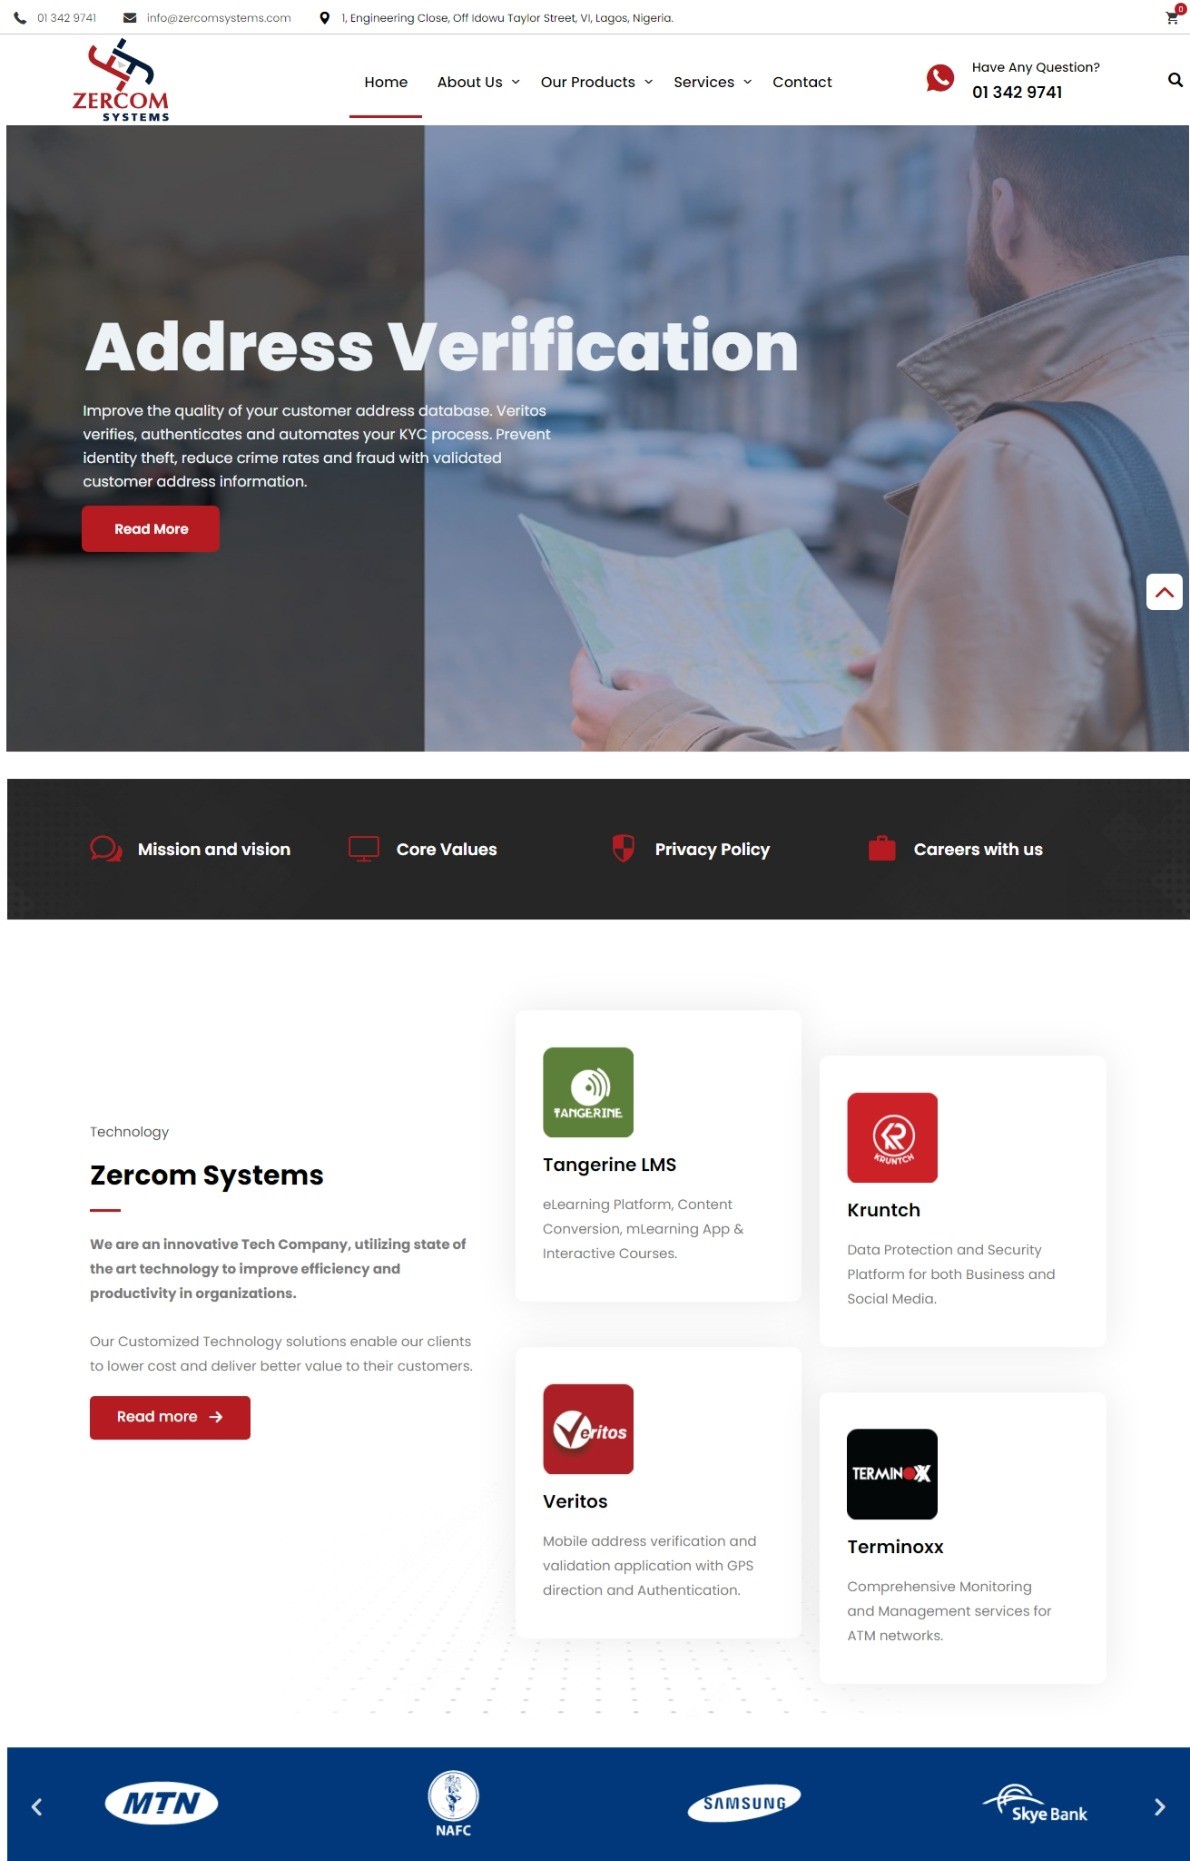 01 342 9741
info@zercomsystems.com
1, Engineering Close, Off Idowu Taylor Street, VI, Lagos, Nigeria.
0
ZERCOM
SYSTEMS
Home
About Us
Our Products
Services
Contact
Have Any Question?
01 342 9741
Address Verification
Improve the quality of your customer address database. Veritos
verifies, authenticates and automates your KYC process. Prevent
identity theft, reduce crime rates and fraud with validated
customer address information.
Read More
Mission and vision
Core Values
Privacy Policy
Careers with us
Technology
Zercom Systems
We are an innovative Tech Company, utilizing state of
the art technology to improve efficiency and
productivity in organizations.
Our Customized Technology solutions enable our clients
to lower cost and deliver better value to their customers.
Read more
TANGERINE
Tangerine LMS
eLearning Platform, Content
Conversion, mLearning App &
Interactive Courses.
KRUNTCH
Kruntch
Data Protection and Security
Platform for both Business and
Social Media.
Veritos
Veritos
Mobile address verification and
validation application with GPS
direction and Authentication.
TERMINOXX
Terminoxx
Comprehensive Monitoring
and Management services for
ATM networks.
MTN
NAFC
SAMSUNG
Skye Bank